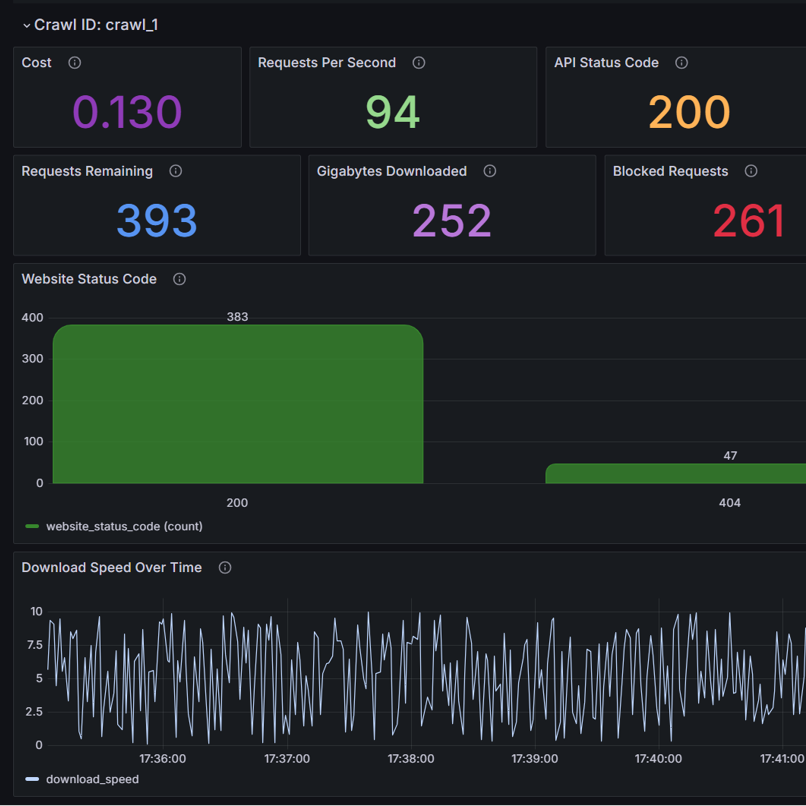 Crawl ID: crawl_1
Cost
Requests Per Second
API Status Code
0.130
94
200
Requests Remaining
Gigabytes Downloaded
Blocked Requests
393
252
261
Website Status Code
400
300
200
100
0
383
47
200
404
website_status_code (count)
Download Speed Over Time
10
7.5
5
2.5
0
17:36:00
17:37:00
17:38:00
17:39:00
17:40:00
17:41:00
download_speed